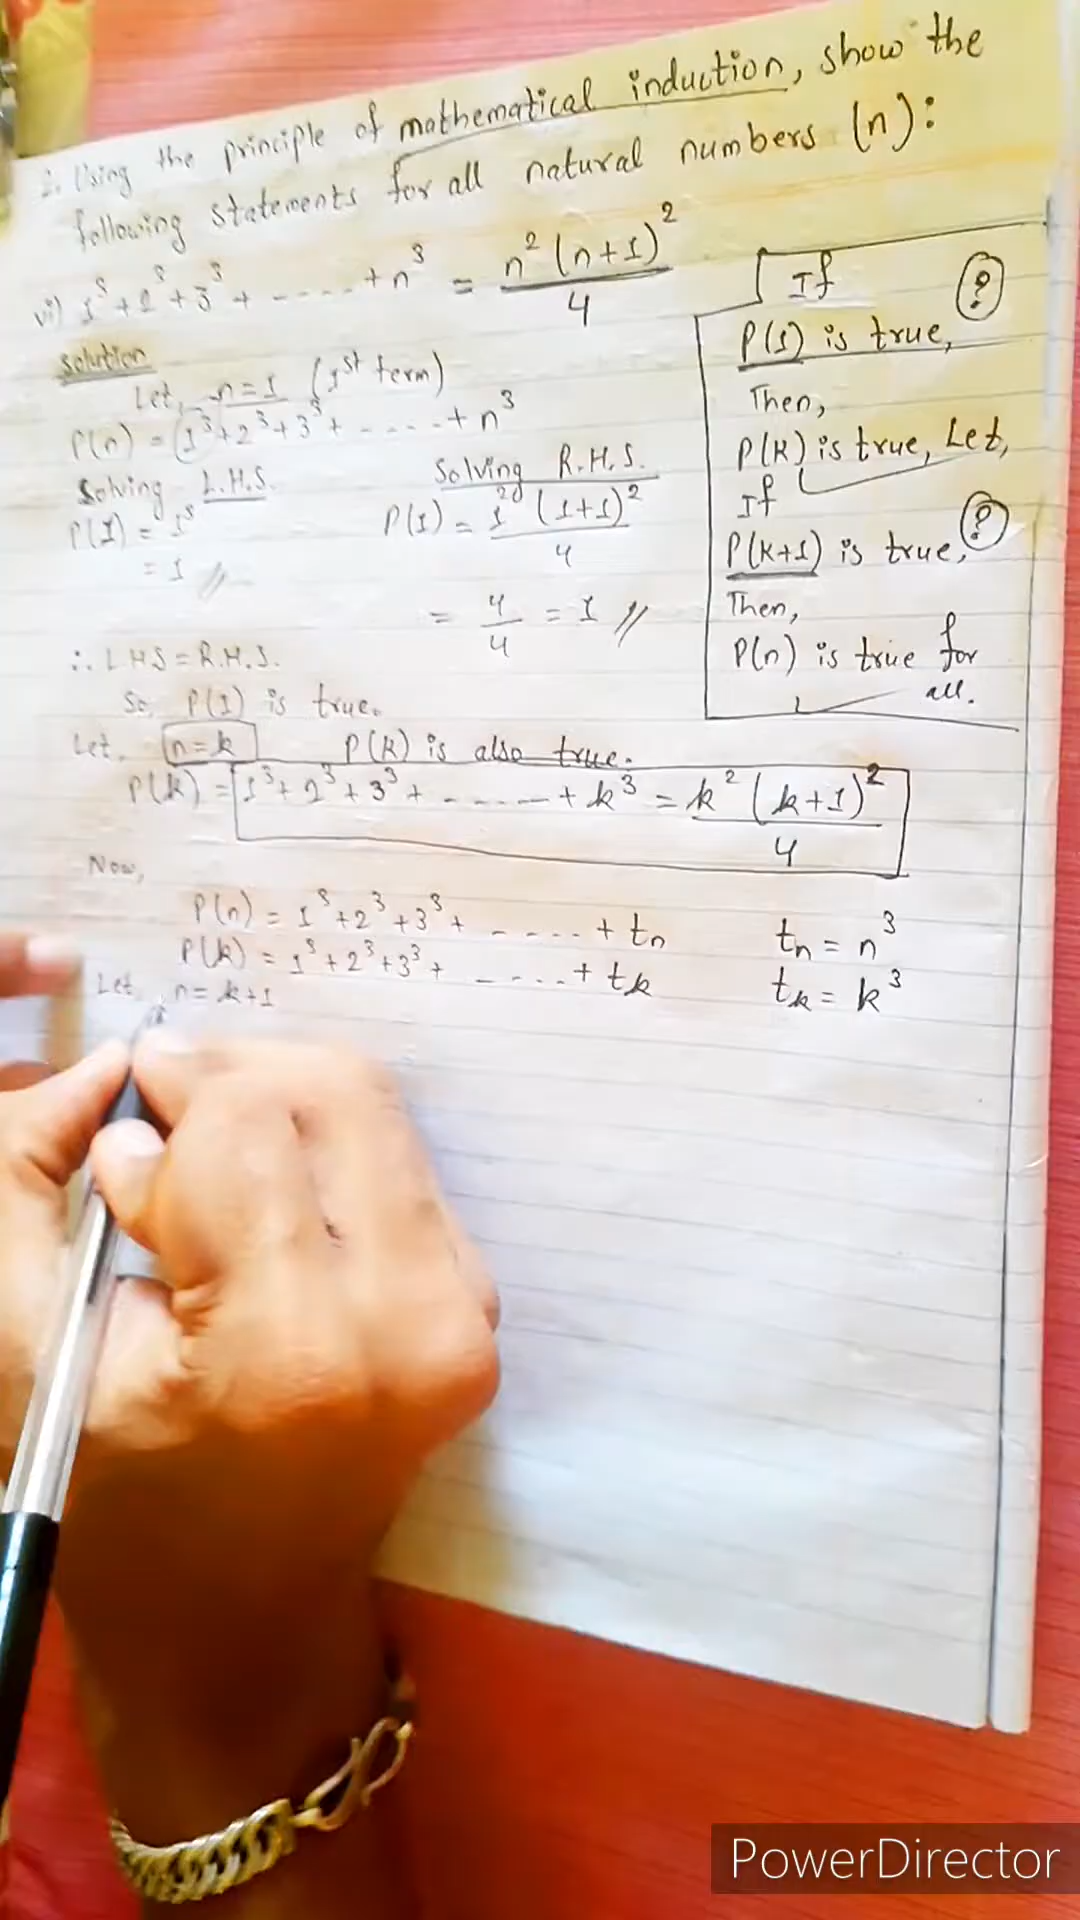 2. Using the principle of mathematical induction, show the
following statements for all natural numbers (n):
vi) 1³ + 2³ + 3³ + ...... + n³ = n²(n+1)²/4
Solution
Let, n = 1 (1st term)
P(n) = (1³ + 2³ + 3³ + ...... + n³
Solving L.H.S.
P(1) = 1³
= 1 //
Solving R.H.S.
P(1) = 1²(1+1)²/4
= 4/4 = 1 //
∴ LHS = R.H.S.
So, P(1) is true.
If ?
P(1) is true,
Then,
P(k) is true, Let,
If
P(k+1) is true, ?
Then,
P(n) is true for
all.
Let, n = k P(k) is also true.
P(k) = 1³ + 2³ + 3³ + ...... + k³ = k²(k+1)²/4
Now,
P(n) = 1³ + 2³ + 3³ + ...... + tn tn = n³
P(k) = 1³ + 2³ + 3³ + ...... + tk tk = k³
Let, n = k+1
PowerDirector